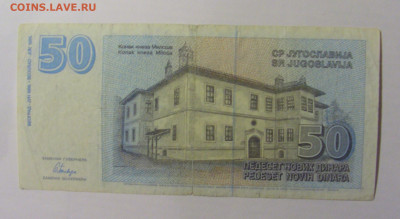 COINS.LAVE.RU
50
Конак кнеза Милоша
Konak kneza Miloša
СР ЈУГОСЛАВИЈА
SR JUGOSLAVIJA
50
ПЕДЕСЕТ НОВИХ ДИНАРА
PEDESET NOVIH DINARA